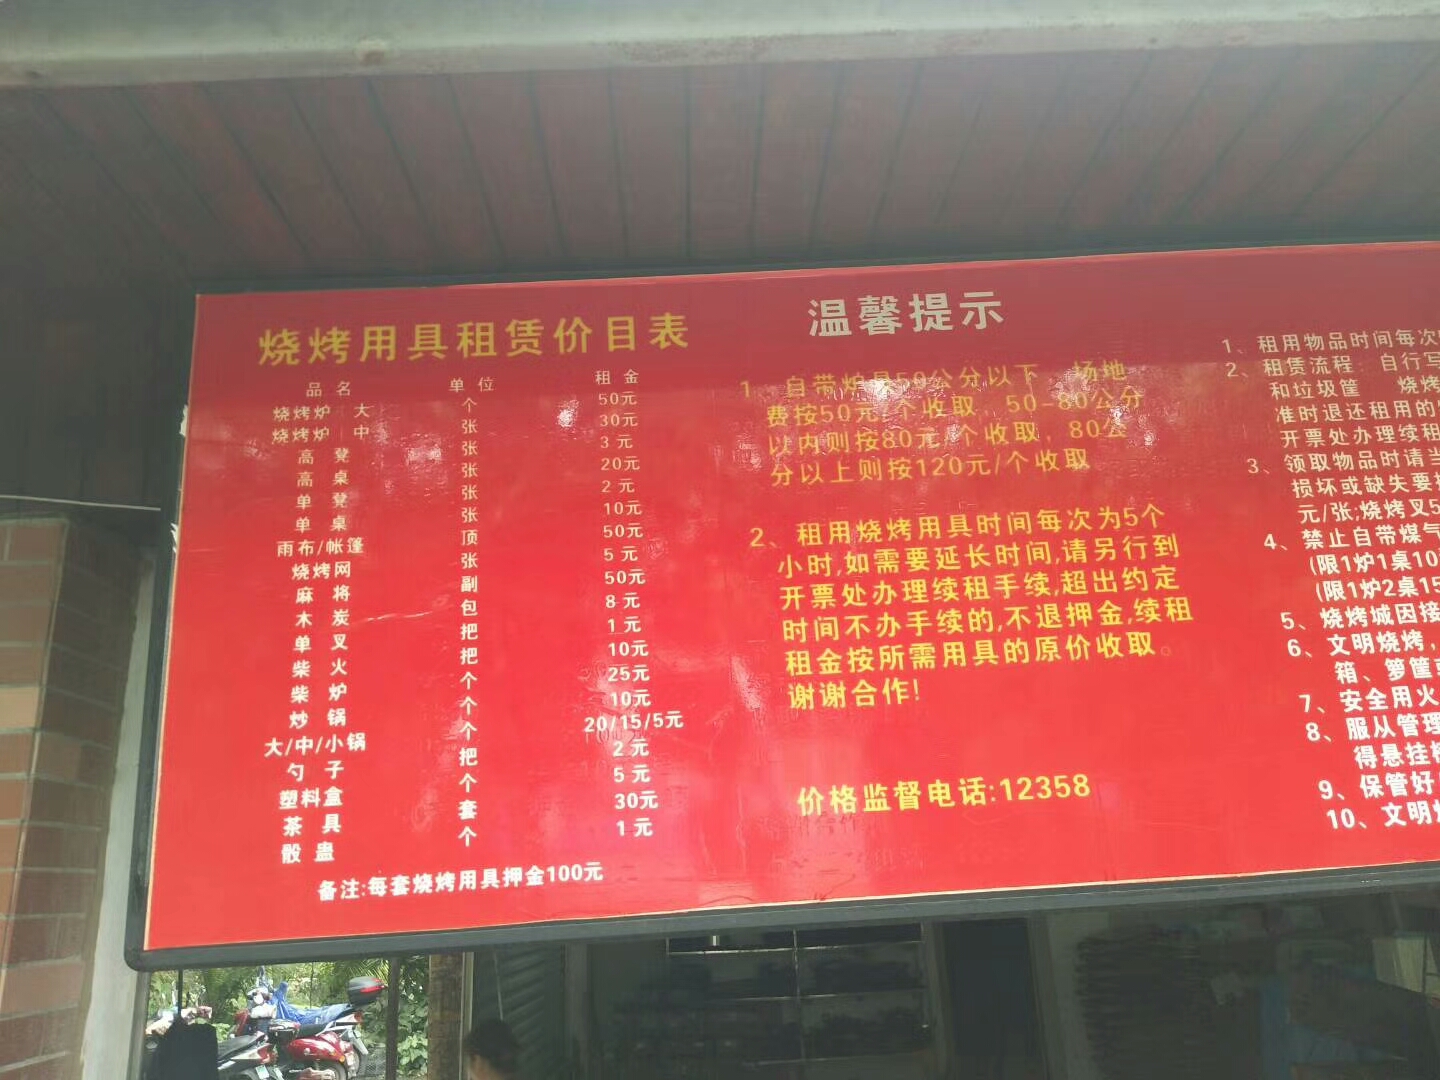 烧烤用具租赁价目表
品名 单位 租金
烧烤炉 大 个 50元
烧烤炉 中 张 30元
高凳 张 3元
高桌 张 20元
单凳 张 2元
单桌 张 10元
雨布/帐篷 顶 50元
烧烤网 张 5元
麻将 副 50元
木炭 包 8元
单叉 把 1元
柴火 把 10元
柴炉 个 25元
炒锅 个 10元
大/中/小锅 个 20/15/5元
勺子 把 2元
塑料盒 个 5元
茶具 套 30元
骰盅 个 1元
备注:每套烧烤用具押金100元
温馨提示
1、自带炉具50公分以下 场地
费按50元/个收取，50-80公分
以内则按80元/个收取，80公
分以上则按120元/个收取
2、租用烧烤用具时间每次为5个
小时,如需要延长时间,请另行到
开票处办理续租手续,超出约定
时间不办手续的,不退押金,续租
租金按所需用具的原价收取。
谢谢合作!
价格监督电话:12358
1、租用物品时间每次
2、租赁流程：自行写
和垃圾筐 烧烤
准时退还租用的
开票处办理续租
3、领取物品时请当
损坏或缺失要
元/张;烧烤叉5
4、禁止自带煤气
(限1炉1桌10
(限1炉2桌15
5、烧烤城因接
6、文明烧烤，
箱、箩筐
7、安全用火
8、服从管理
得悬挂
9、保管好
10、文明